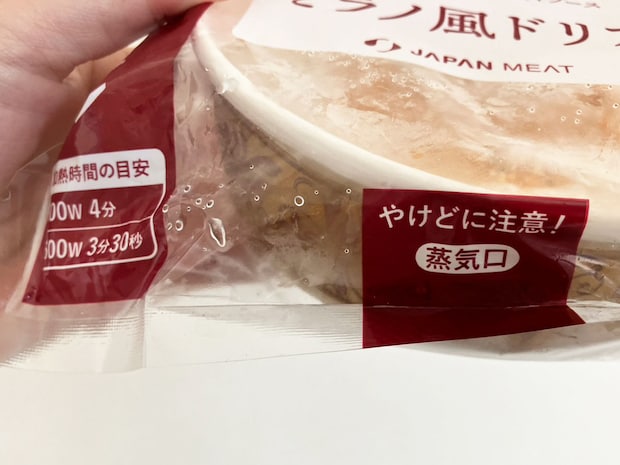 ラノ風ドリ
JAPAN MEAT
熱時間の目安
00W 4分
00W 3分30秒
やけどに注意!
蒸気口